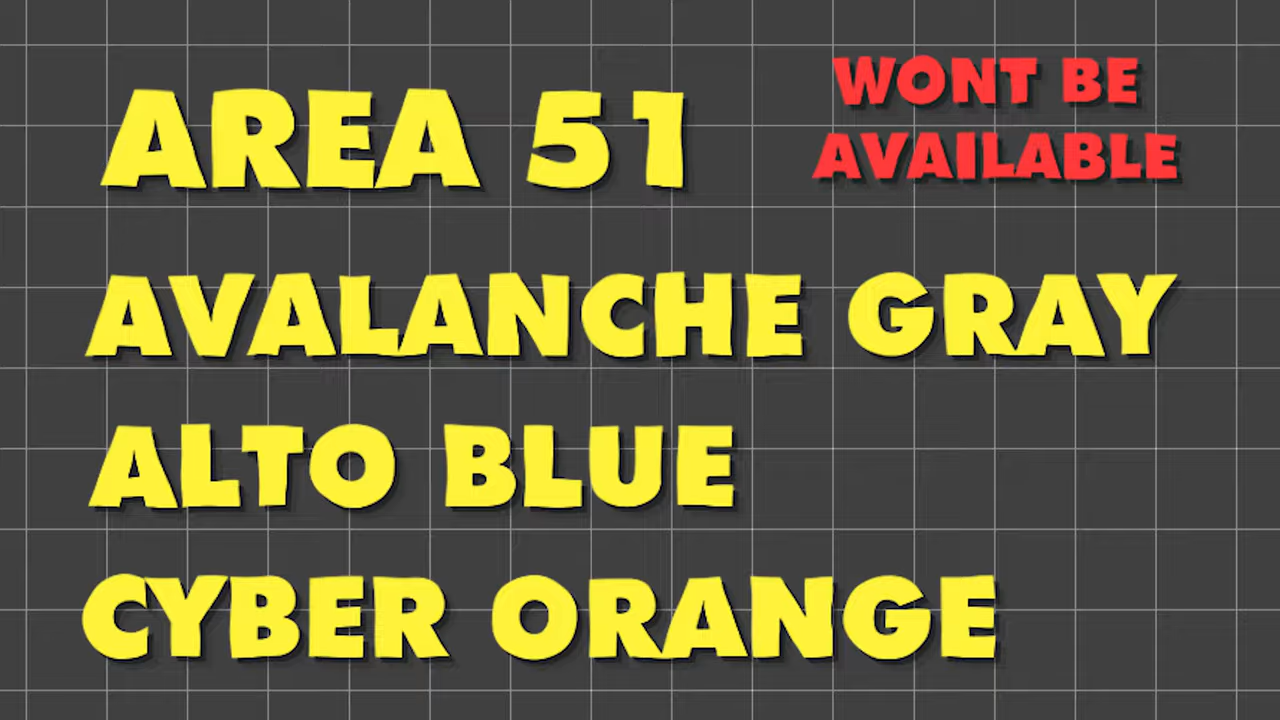 AREA 51
WONT BE
AVAILABLE
AVALANCHE GRAY
ALTO BLUE
CYBER ORANGE